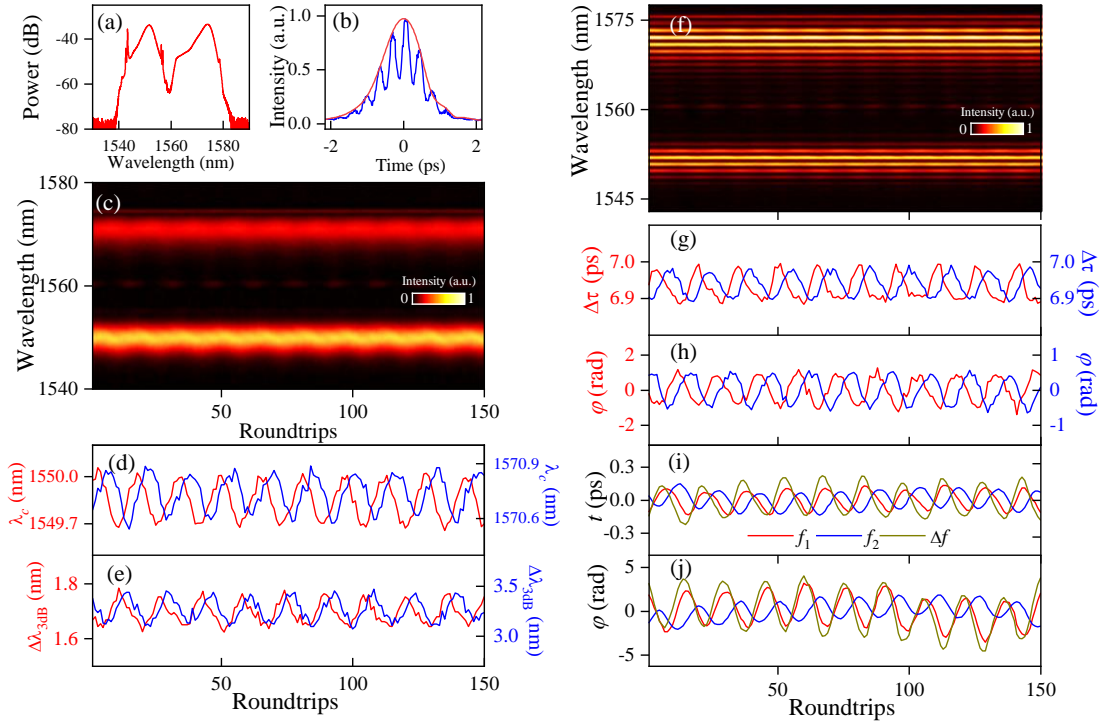 (a)
Power (dB)
-40
-60
-80
1540 1560 1580
Wavelength (nm)
(b)
Intensity (a.u.)
1.0
0.5
0.0
-2 0 2
Time (ps)
(c)
Wavelength (nm)
1580
1560
1540
Intensity (a.u.)
0 1
50 100 150
Roundtrips
(d)
λc (nm)
1550.0
1549.7
1570.9
1570.6
λc (nm)
(e)
Δλ3dB (nm)
1.8
1.6
3.5
3.0
Δλ3dB (nm)
50 100 150
Roundtrips
(f)
Wavelength (nm)
1575
1560
1545
Intensity (a.u.)
0 1
50 100 150
(g)
Δτ (ps)
7.0
6.9
7.0
6.9
Δτ (ps)
(h)
φ (rad)
2
0
-2
1
0
-1
φ (rad)
(i)
t (ps)
0.3
0.0
-0.3
f1 f2 Δf
(j)
φ (rad)
5
0
-5
50 100 150
Roundtrips